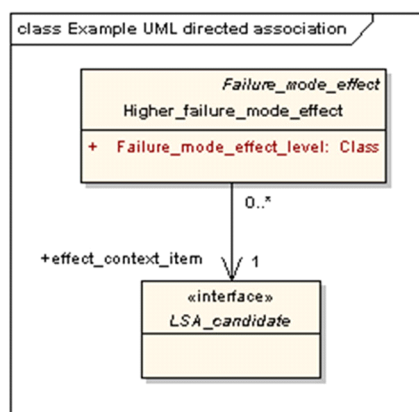 class Example UML directed association
Failure_mode_effect
Higher_failure_mode_effect
+ Failure_mode_effect_level: Class
0..*
+effect_context_item 1
«interface»
LSA_candidate